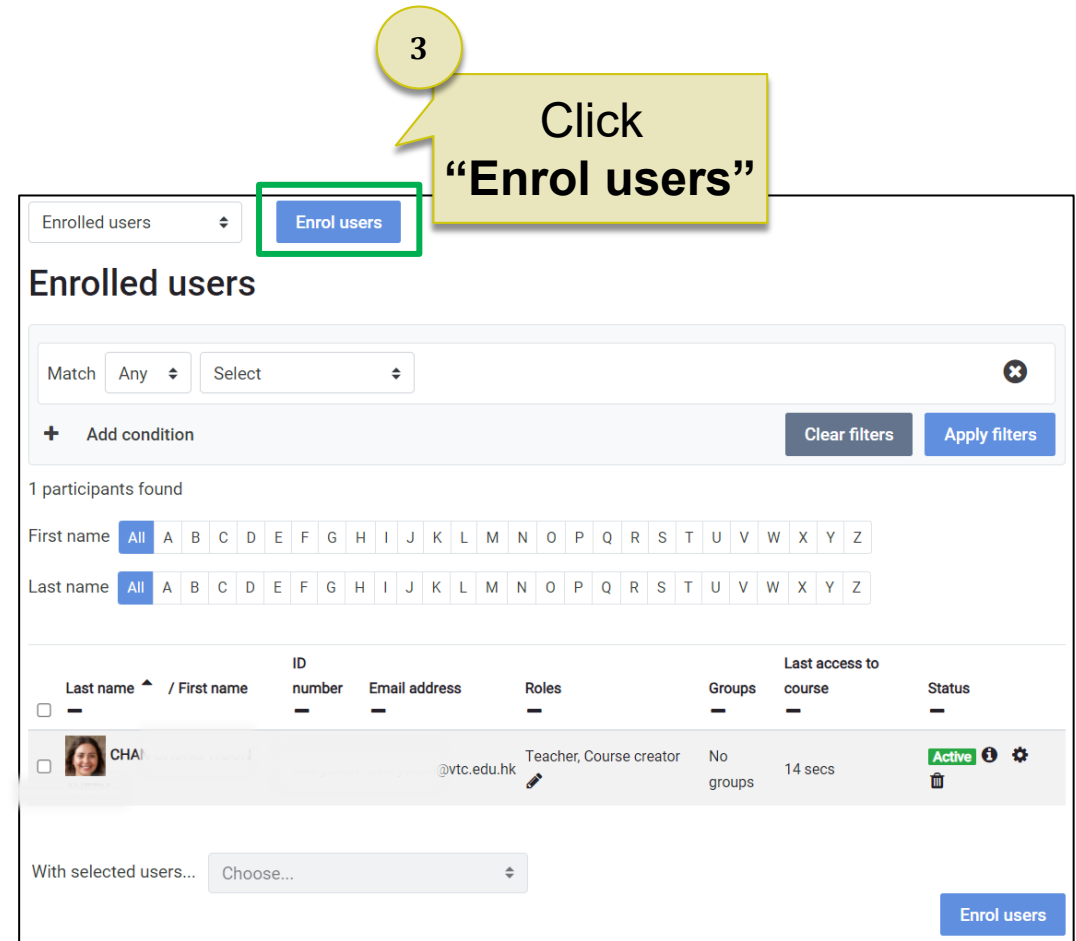 3
Click
“Enrol users”
Enrolled users
Enrol users
Enrolled users
Match Any Select
+ Add condition Clear filters Apply filters
1 participants found
First name All A B C D E F G H I J K L M N O P Q R S T U V W X Y Z
Last name All A B C D E F G H I J K L M N O P Q R S T U V W X Y Z
Last name / First name ID number Email address Roles Groups Last access to course Status
CHAN @vtc.edu.hk Teacher, Course creator No groups 14 secs Active
With selected users... Choose...
Enrol users